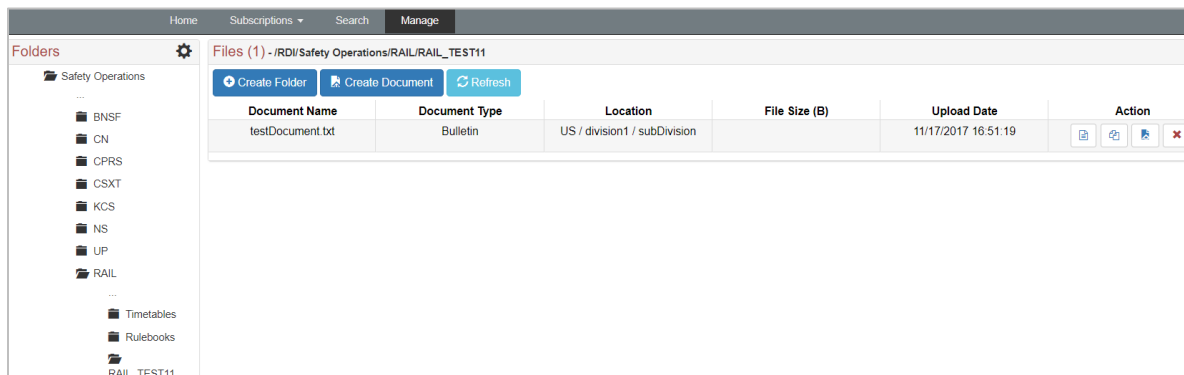 Home Subscriptions Search Manage
Folders
Files (1) - /RDI/Safety Operations/RAIL/RAIL_TEST11
Safety Operations
...
BNSF
CN
CPRS
CSXT
KCS
NS
UP
RAIL
...
Timetables
Rulebooks
RAIL_TEST11
Create Folder Create Document Refresh
Document Name Document Type Location File Size (B) Upload Date Action
testDocument.txt Bulletin US / division1 / subDivision 11/17/2017 16:51:19